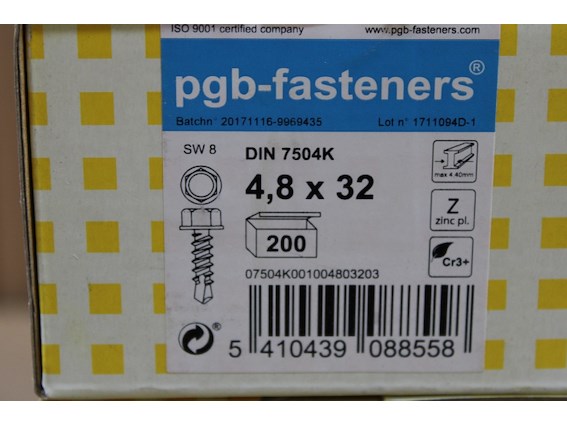 ISO 9001 certified company
www.pgb-fasteners.com
pgb-fasteners®
Batchn° 20171116-9969435
Lot n° 1711094D-1
SW 8
DIN 7504K
4,8 x 32
max 4.40mm
200
Z
zinc pl.
Cr3+
07504K001004803203
®
5 410439 088558